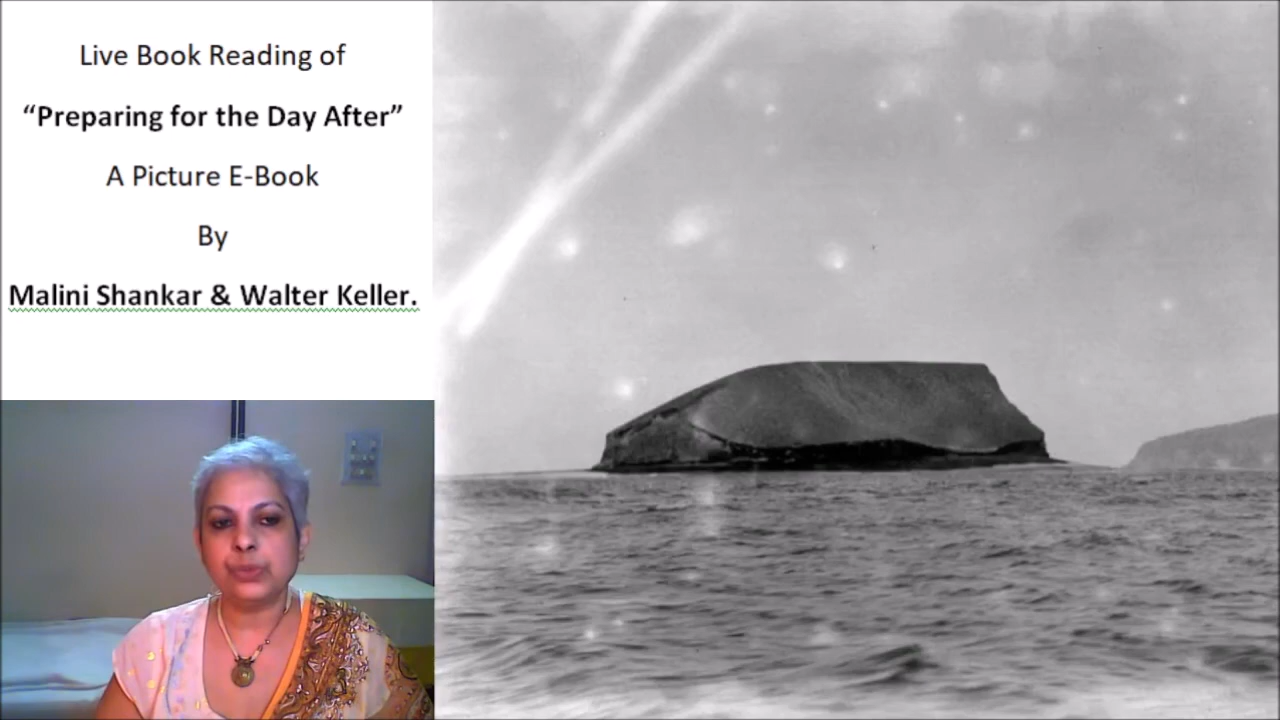 Live Book Reading of
“Preparing for the Day After”
A Picture E-Book
By
Malini Shankar & Walter Keller.